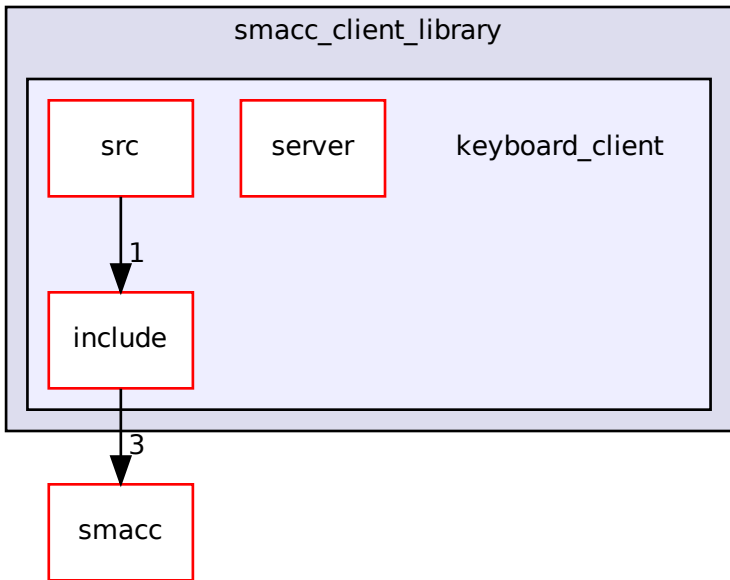 smacc_client_library
src
server
keyboard_client
1
include
3
smacc